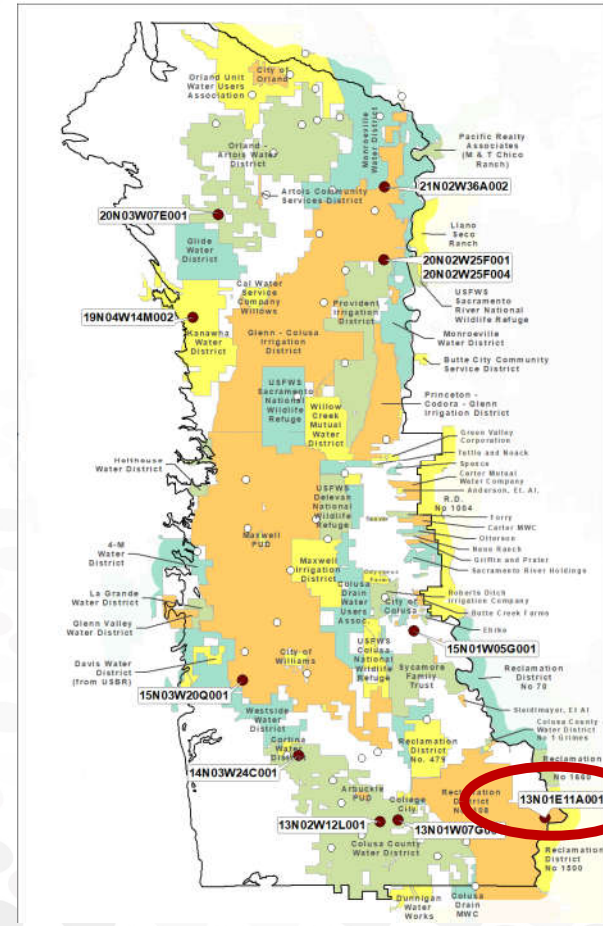 City of
Orland
Orland Unit
Water Users
Association
Monroeville
Water District
Orland -
Artois Water
District
Pacific Realty
Associates
(M & T Chico
Ranch)
Artois Community
Services District
21N02W36A002
20N03W07E001
Llano
Seco
Ranch
Glide
Water
District
20N02W25F001
20N02W25F004
Cal Water
Service
Company
Willows
USFWS
Sacramento
River National
Wildlife Refuge
Provident
Irrigation
District
19N04W14M002
Kanawha
Water
District
Glenn - Colusa
Irrigation
District
Monroeville
Water District
Butte City Community
Service District
USFWS
Sacramento
National
Wildlife
Refuge
Willow
Creek
Mutual
Water
District
Princeton -
Codora - Glenn
Irrigation District
Green Valley
Corporation
Tuttle and Noack
Holthouse
Water District
Spence
Carter Mutual
Water Company
Anderson, Et. Al.
USFWS
Delevan
National
Wildlife
Refuge
R.D.
No 1004
Maxwell
PUD
Forry
Carter MWC
Otterson
4-M
Water
District
Nene Ranch
Griffin and Prater
Maxwell
Irrigation
District
Sacramento River Holdings
Colusa
Drain
Water
Users
Assoc
La Grande
Water District
Roberts Ditch
Irrigation Company
City of
Colusa
Butte Creek Farms
Glenn Valley
Water District
Ehrke
15N01W05G001
USFWS
Colusa
National
Wildlife
Refuge
City of
Williams
Davis Water
District
(from USBR)
Sycamore
Family
Trust
Reclamation
District
No 70
15N03W20Q001
Steidlmayer, Et Al
Westside
Water
District
Colusa County
Water District
No 1 Grimes
Cortina
Water
District
14N03W24C001
Reclamation
District
No. 479
Reclamation
No 1660
Arbuckle
PUD
Reclamation
District
13N01E11A001
College
City
13N02W12L001
13N01W07G
Colusa County
Water District
Reclamation
District
No 1500
Dunnigan
Water
Works
Colusa
Drain
MWC